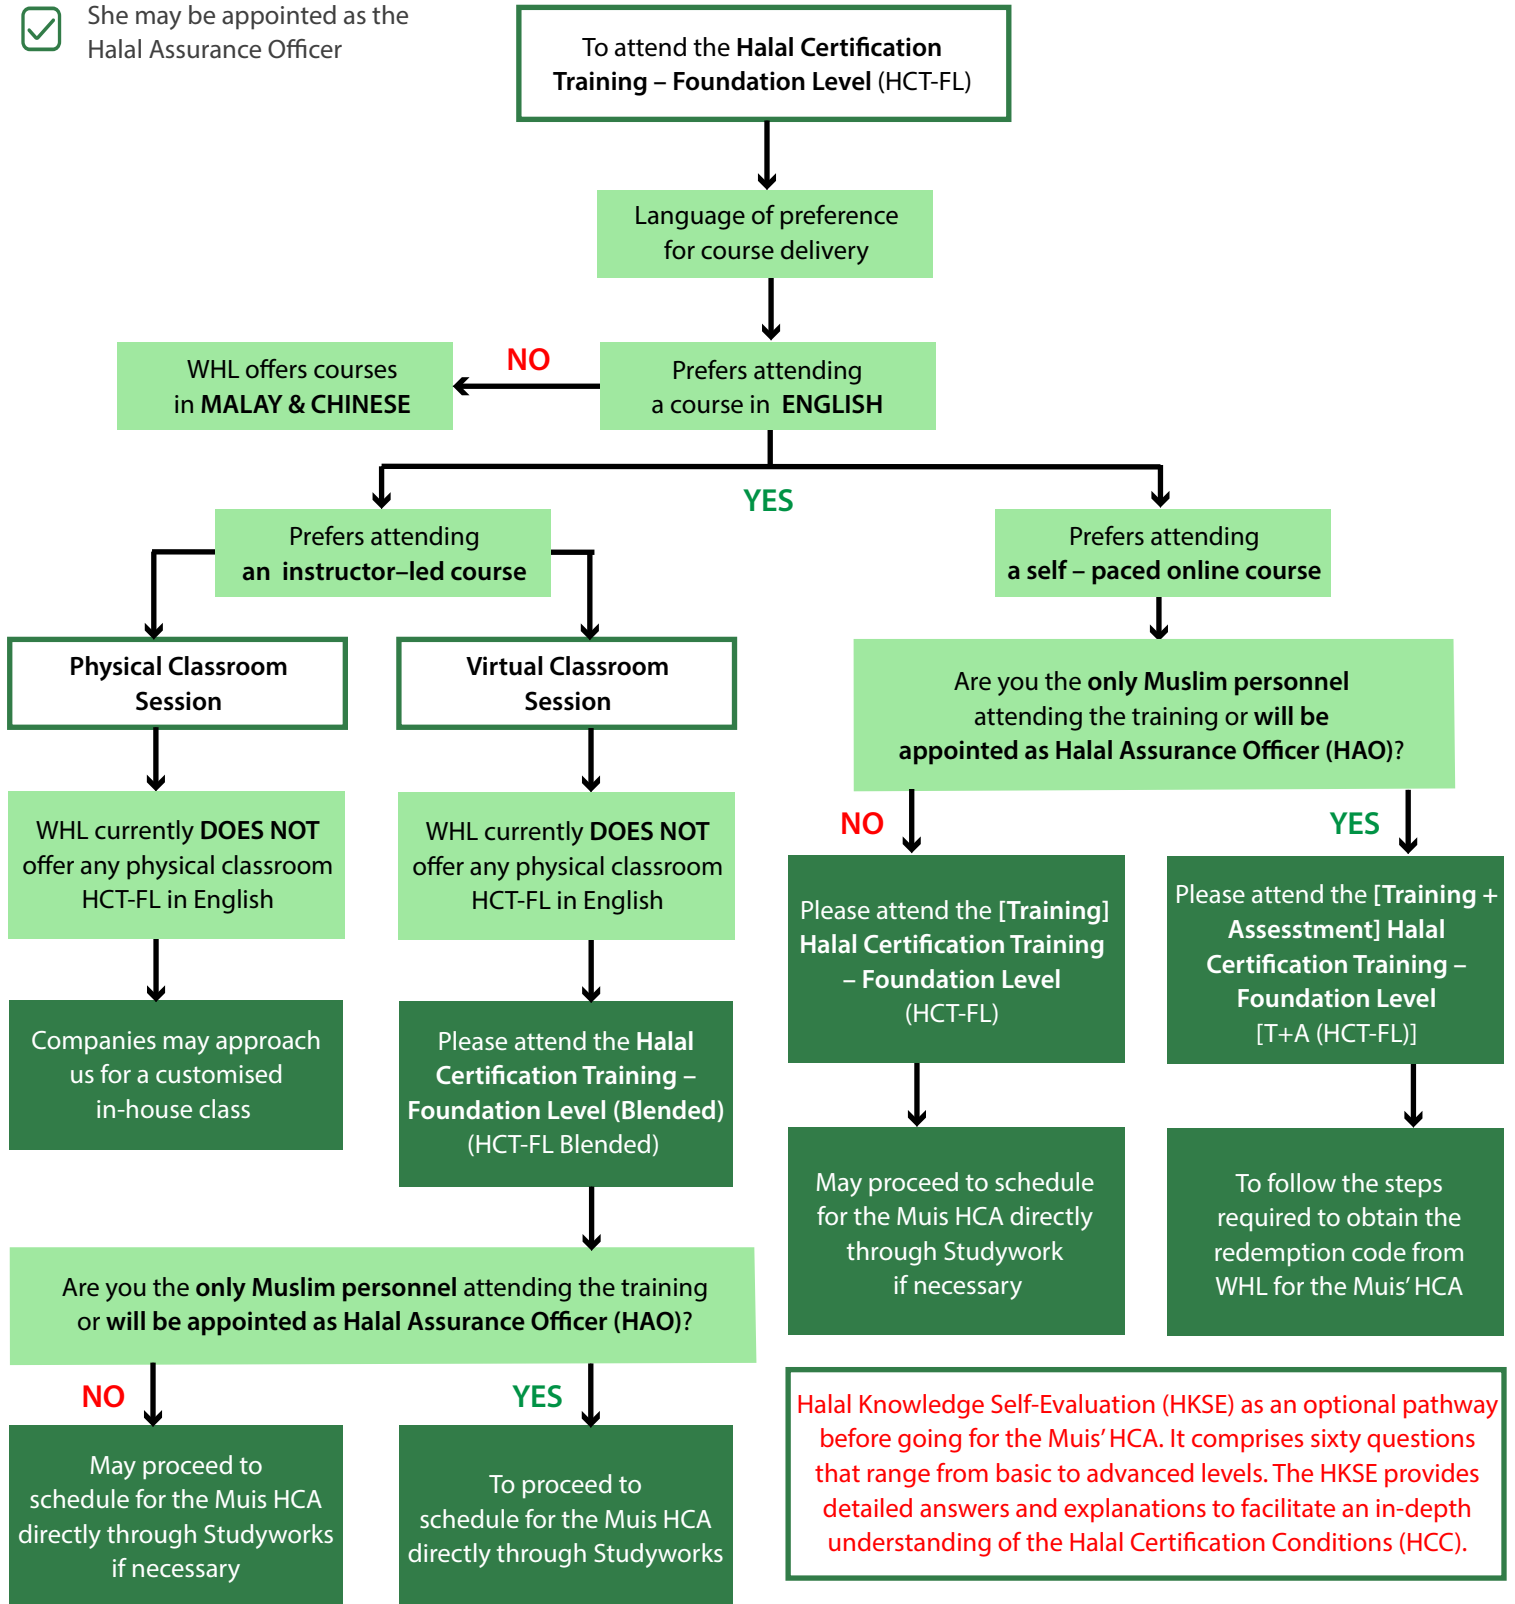 She may be appointed as the
Halal Assurance Officer
To attend the Halal Certification
Training – Foundation Level (HCT-FL)
Language of preference
for course delivery
WHL offers courses
in MALAY & CHINESE
NO
Prefers attending
a course in ENGLISH
YES
Prefers attending
an instructor–led course
Prefers attending
a self – paced online course
Physical Classroom
Session
Virtual Classroom
Session
Are you the only Muslim personnel
attending the training or will be
appointed as Halal Assurance Officer (HAO)?
WHL currently DOES NOT
offer any physical classroom
HCT-FL in English
WHL currently DOES NOT
offer any physical classroom
HCT-FL in English
NO
YES
Please attend the [Training]
Halal Certification Training
– Foundation Level
(HCT-FL)
Please attend the [Training +
Assesstment] Halal
Certification Training –
Foundation Level
[T+A (HCT-FL)]
Companies may approach
us for a customised
in-house class
Please attend the Halal
Certification Training –
Foundation Level (Blended)
(HCT-FL Blended)
May proceed to schedule
for the Muis HCA directly
through Studywork
if necessary
To follow the steps
required to obtain the
redemption code from
WHL for the Muis’ HCA
Are you the only Muslim personnel attending the training
or will be appointed as Halal Assurance Officer (HAO)?
NO
YES
May proceed to
schedule for the Muis HCA
directly through Studyworks
if necessary
To proceed to
schedule for the Muis HCA
directly through Studyworks
Halal Knowledge Self-Evaluation (HKSE) as an optional pathway
before going for the Muis’ HCA. It comprises sixty questions
that range from basic to advanced levels. The HKSE provides
detailed answers and explanations to facilitate an in-depth
understanding of the Halal Certification Conditions (HCC).